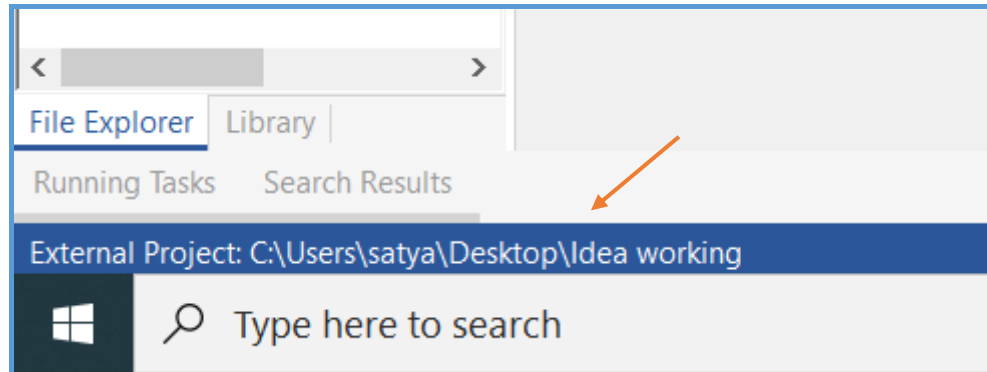 File Explorer Library
Running Tasks Search Results
External Project: C:\Users\satya\Desktop\Idea working
Type here to search